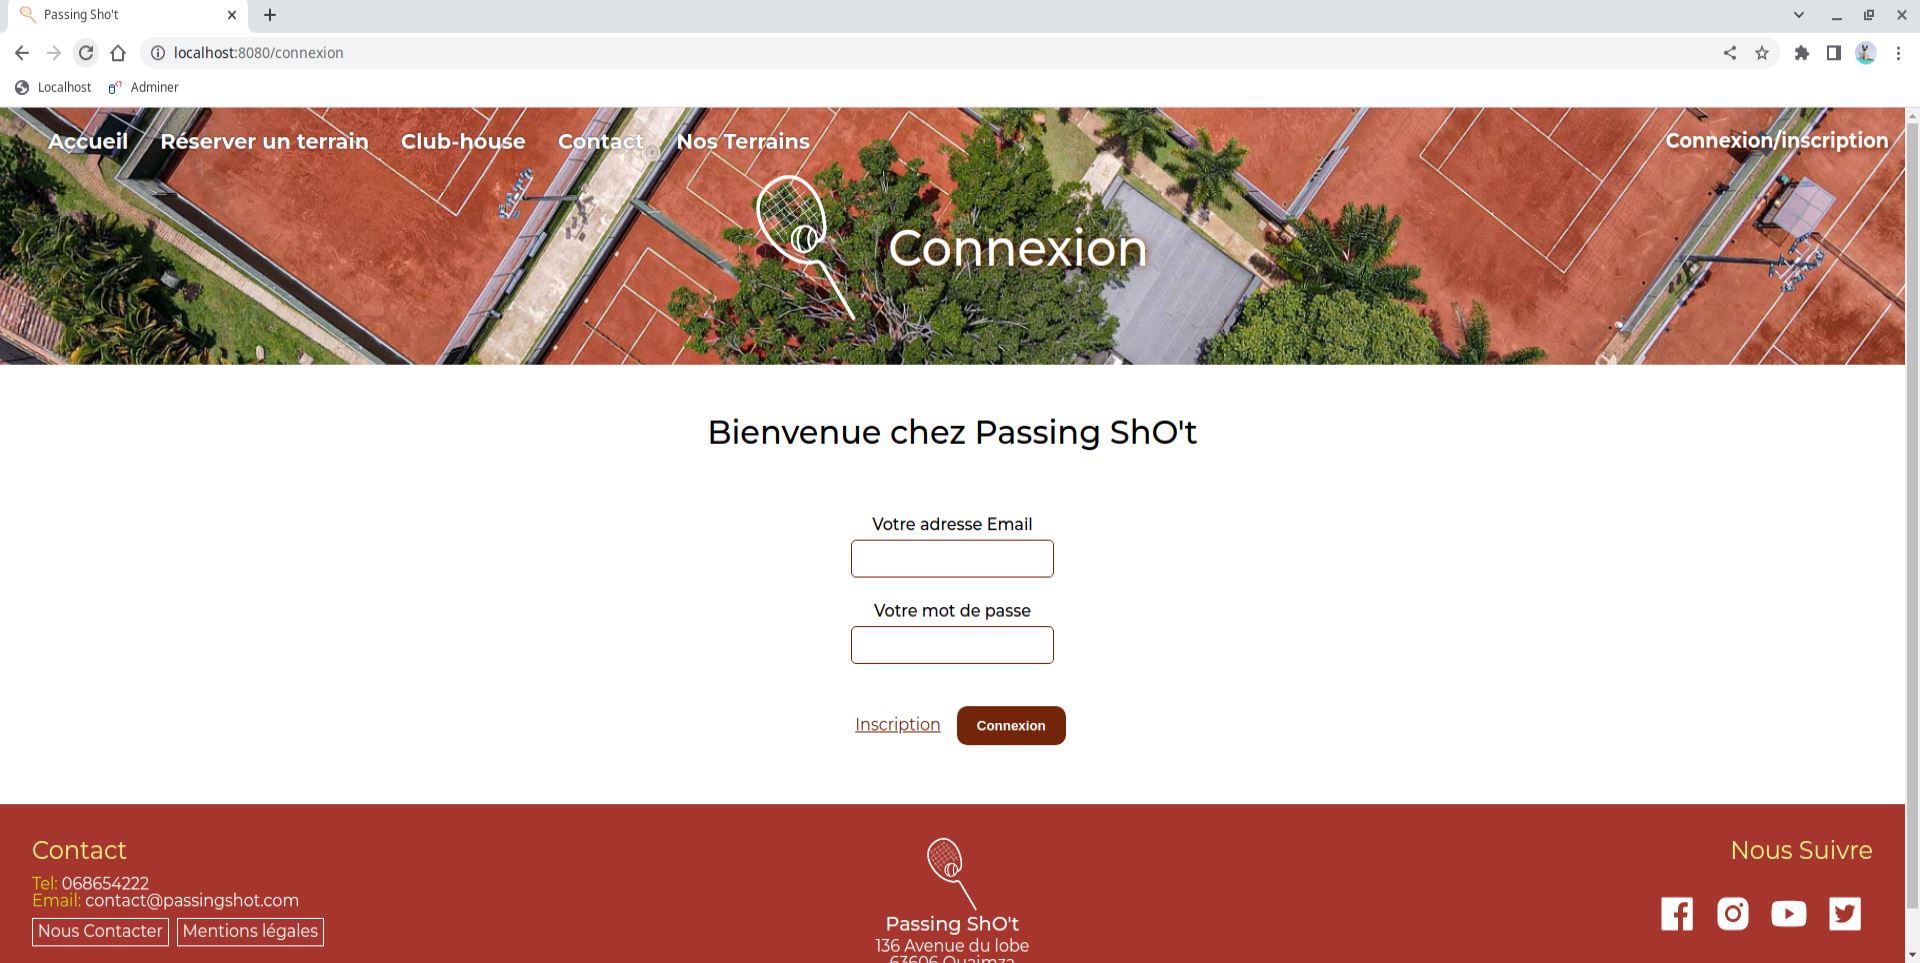 Passing Sho't
localhost:8080/connexion
Localhost Adminer
Accueil Réserver un terrain Club-house Contact Nos Terrains Connexion/inscription
Connexion
Bienvenue chez Passing ShO't
Votre adresse Email
Votre mot de passe
Inscription Connexion
Contact
Tel: 068654222
Email: contact@passingshot.com
Nous Contacter Mentions légales
Passing ShO't
136 Avenue du lobe
63606 Ouaimza
Nous Suivre